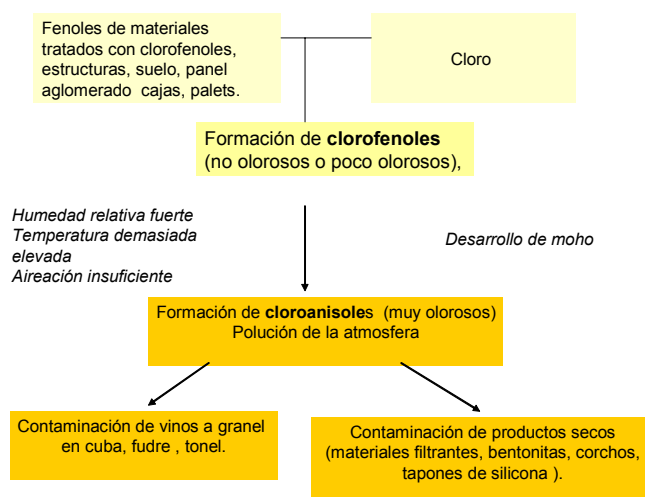 Fenoles de materiales
tratados con clorofenoles,
estructuras, suelo, panel
aglomerado cajas, palets.
Cloro
Formación de clorofenoles
(no olorosos o poco olorosos),
Humedad relativa fuerte
Temperatura demasiada
elevada
Aireación insuficiente
Desarrollo de moho
Formación de cloroanisoles (muy olorosos)
Polución de la atmosfera
Contaminación de vinos a granel
en cuba, fudre , tonel.
Contaminación de productos secos
(materiales filtrantes, bentonitas, corchos,
tapones de silicona ).